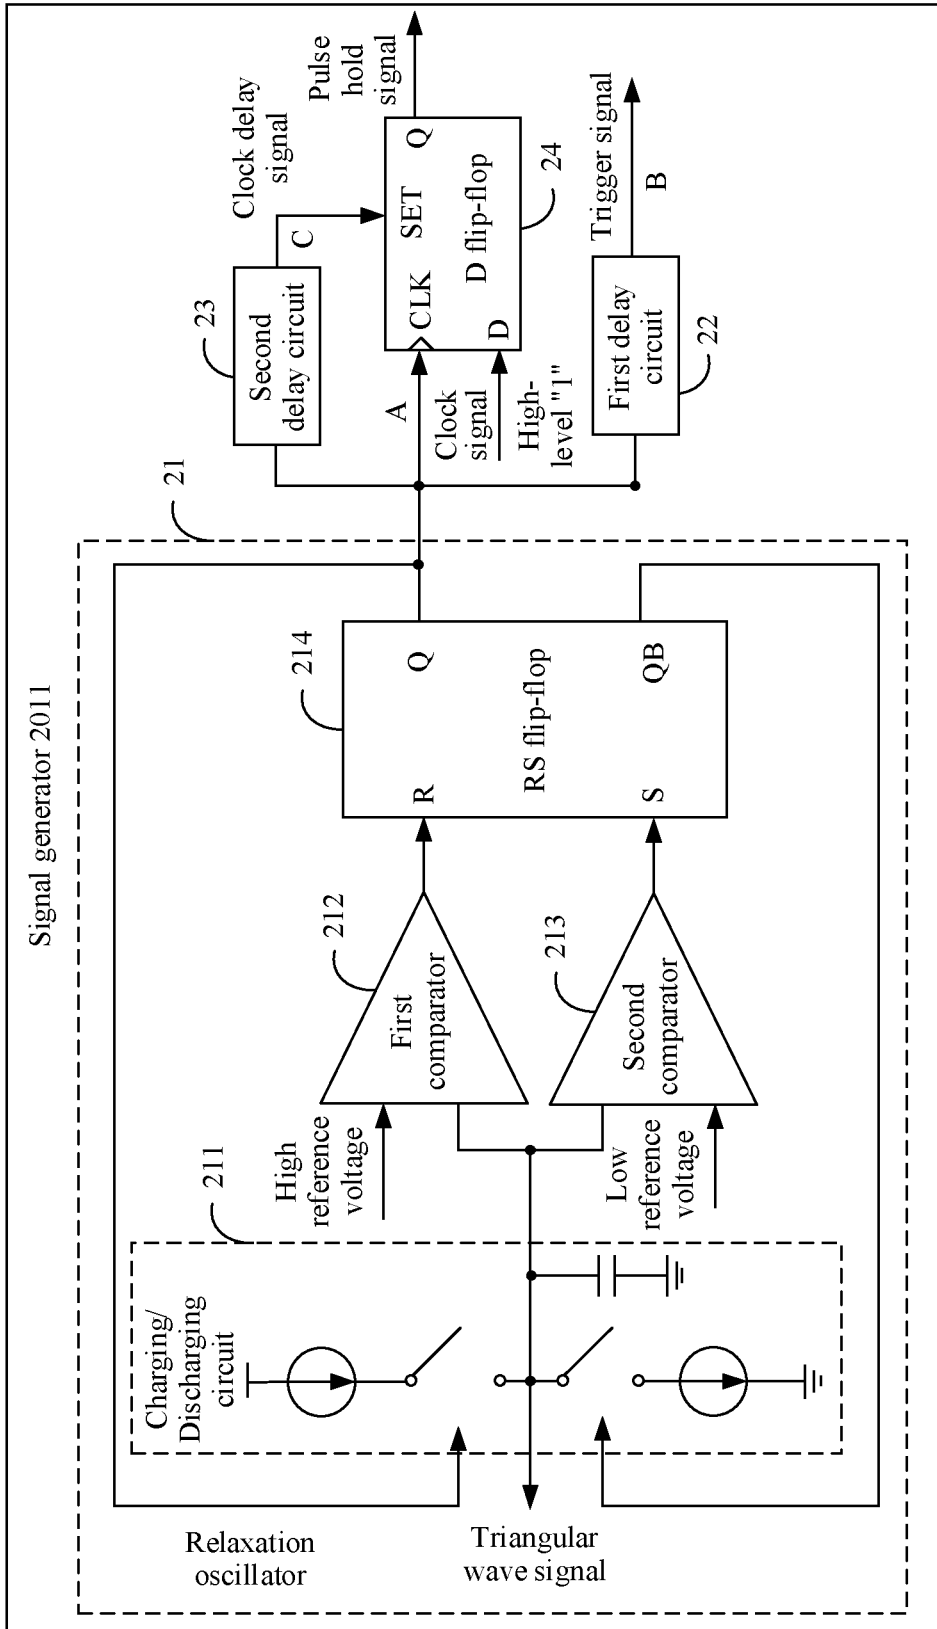 Signal generator 2011
21
Relaxation
oscillator
Triangular
wave signal
211
Charging/
Discharging
circuit
High
reference
voltage
Low
reference
voltage
212
First
comparator
213
Second
comparator
214
R
Q
RS flip-flop
S
QB
23
Second
delay circuit
C
Clock delay
signal
A
Clock
signal
High-
level "1"
CLK
SET
Q
D
D flip-flop
24
Pulse
hold
signal
First delay
circuit
22
Trigger signal
B